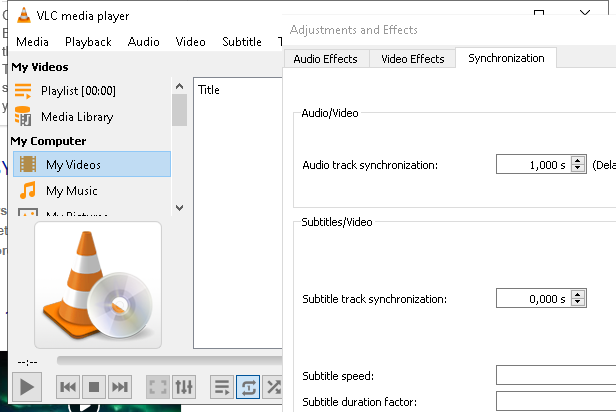 VLC media player
Media Playback Audio Video Subtitle
My Videos
Playlist [00:00]
Media Library
My Computer
My Videos
My Music
My Pictures
Title
--:--
Adjustments and Effects
Audio Effects Video Effects Synchronization
Audio/Video
Audio track synchronization: 1,000 s (Dela
Subtitles/Video
Subtitle track synchronization: 0,000 s
Subtitle speed:
Subtitle duration factor: